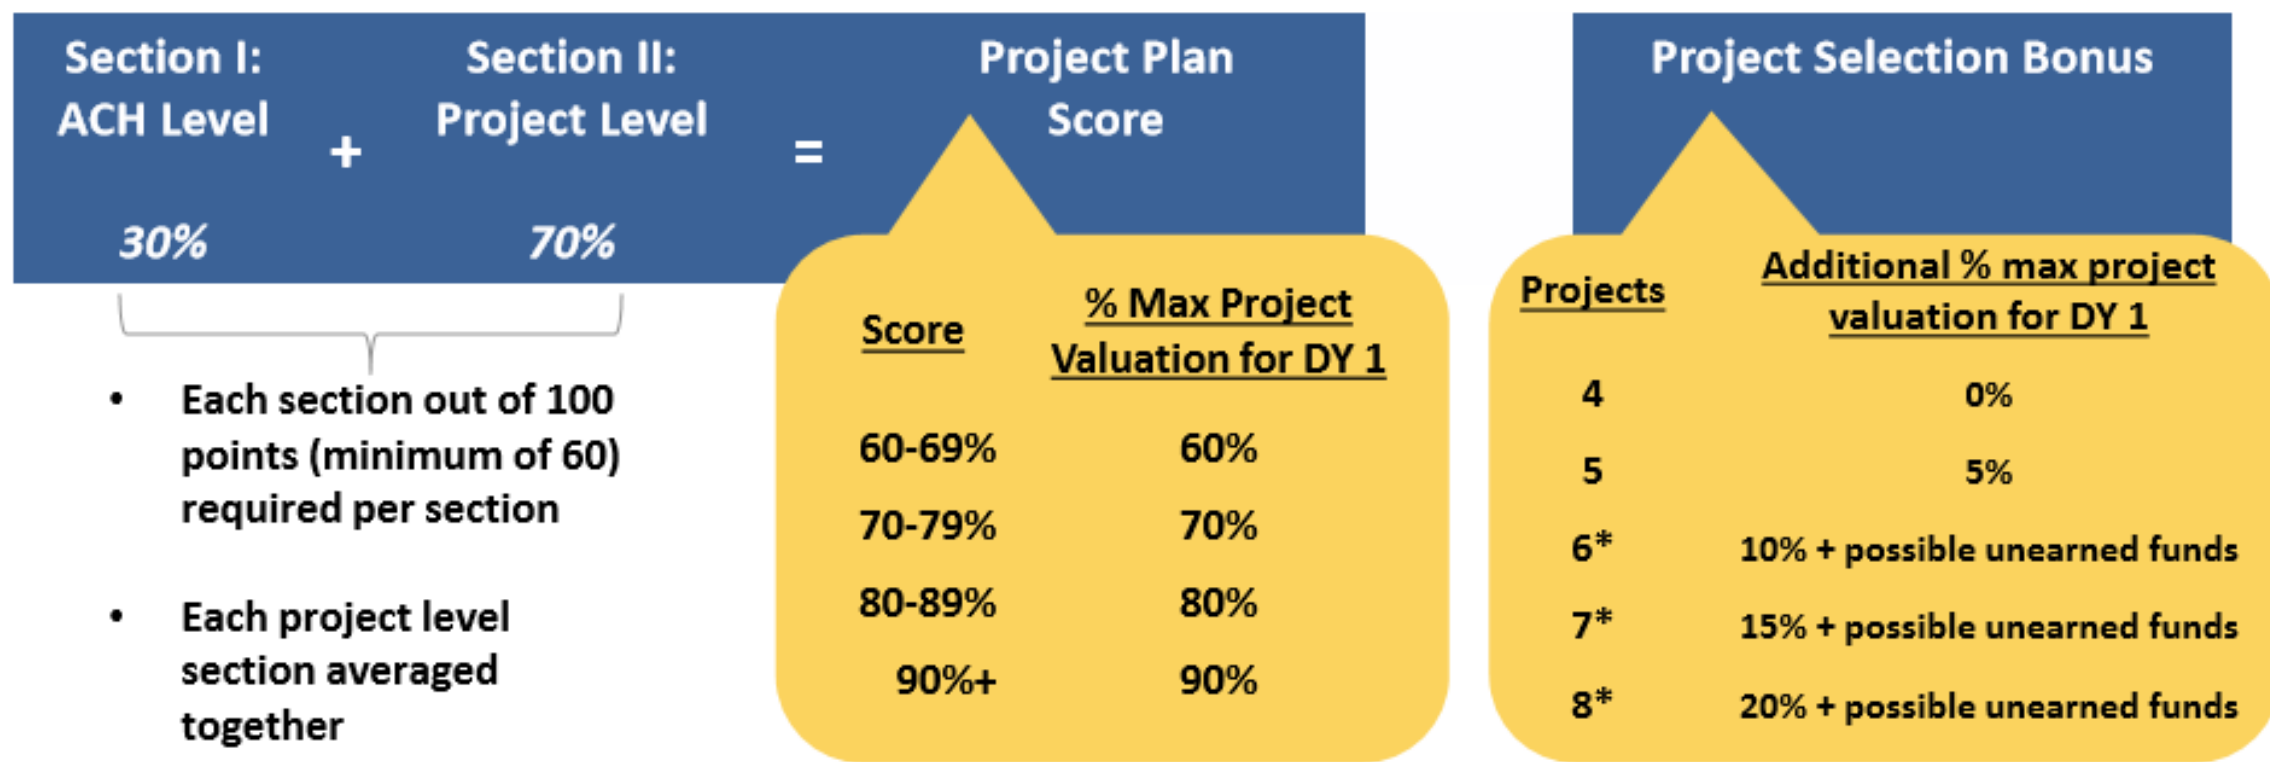 Section I:
ACH Level
+
Section II:
Project Level
=
Project Plan
Score
30%
70%
• Each section out of 100
points (minimum of 60)
required per section
• Each project level
section averaged
together
Score % Max Project
Valuation for DY 1
60-69% 60%
70-79% 70%
80-89% 80%
90%+ 90%
Project Selection Bonus
Projects Additional % max project
valuation for DY 1
4 0%
5 5%
6* 10% + possible unearned funds
7* 15% + possible unearned funds
8* 20% + possible unearned funds